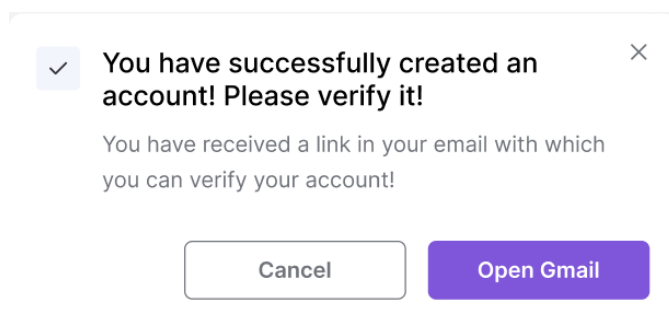 You have successfully created an
account! Please verify it!
You have received a link in your email with which
you can verify your account!
Cancel
Open Gmail